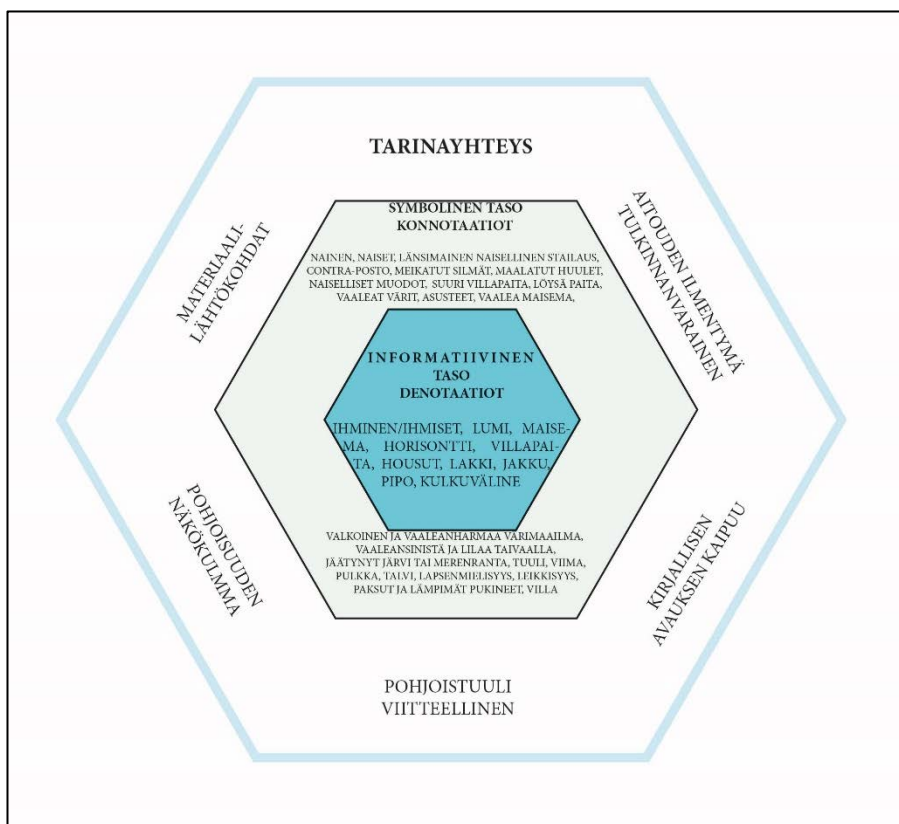 TARINAYHTEYS
MATERIAALI-
LÄHTÖKOHDAT
AITOUDEN ILMENTYMÄ
TULKINNANVARAINEN
SYMBOLINEN TASO
KONNOTAATIOT
NAINEN, NAISET, LÄNSIMAINEN NAISELLINEN STAILAUS,
CONTRA-POSTO, MEIKATUT SILMÄT, MAALATUT HUULET,
NAISELLISET MUODOT, SUURI VILLAPAITA, LÖYSÄ PAITA,
VAALEAT VÄRIT, ASUSTEET, VAALEA MAISEMA,
INFORMATIIVINEN
TASO
DENOTAATIOT
IHMINEN/IHMISET, LUMI, MAISE-
MA, HORISONTTI, VILLAPAI-
TA, HOUSUT, LAKKI, JAKKU,
PIPO, KULKUVÄLINE
VALKOINEN JA VAALEANHARMAA VÄRIMAAILMA,
VAALEANSINISTÄ JA LILAA TAIVAALLA,
JÄÄTYNYT JÄRVI TAI MERENRANTA, TUULI, VIIMA,
PULKKA, TALVI, LAPSENMIELISYYS, LEIKKISYYS,
PAKSUT JA LÄMPIMÄT PUKINEET, VILLA
POHJOISUUDEN
NÄKÖKULMMA
KIRJALLISEN
AVAUKSEN KAIPUU
POHJOISTUULI
VIITTEELLINEN